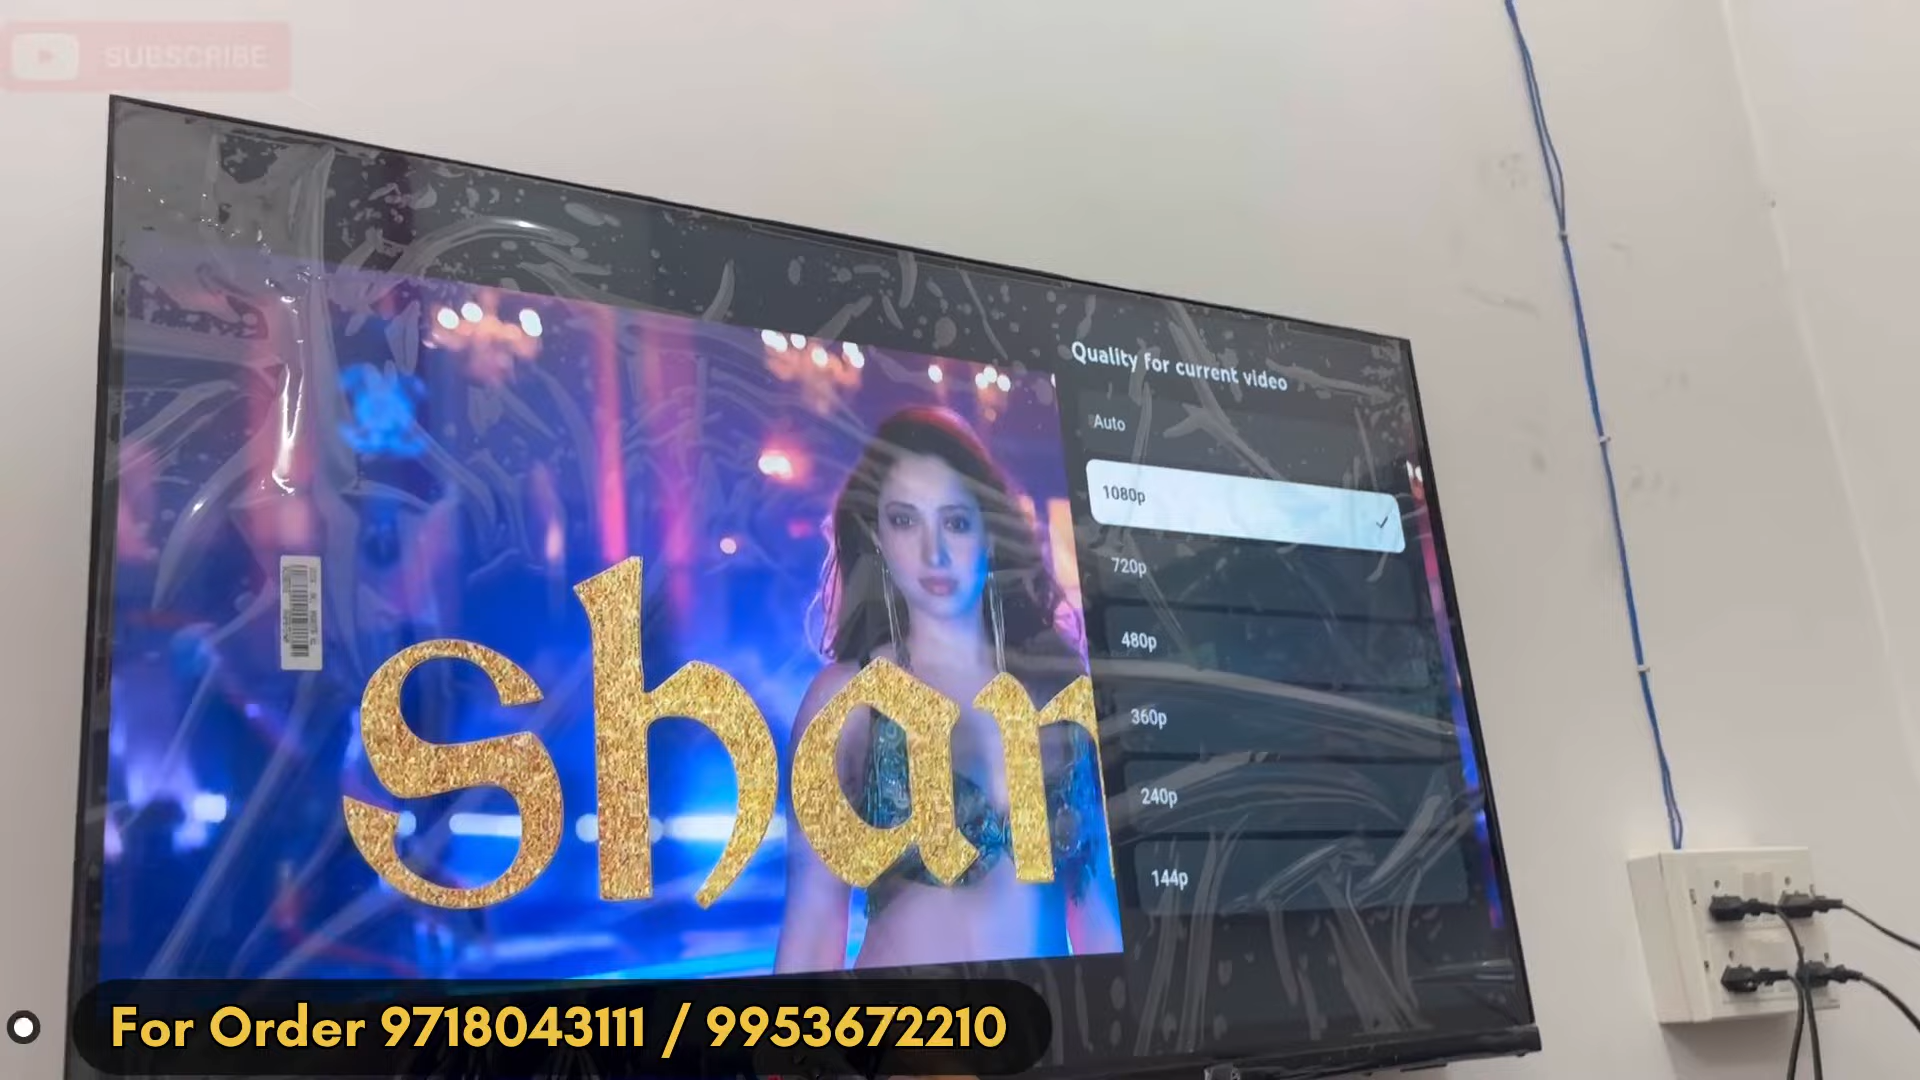 SUBSCRIBE
Quality for current video
Auto
1080p
720p
480p
360p
240p
144p
shar
For Order 9718043111 / 9953672210